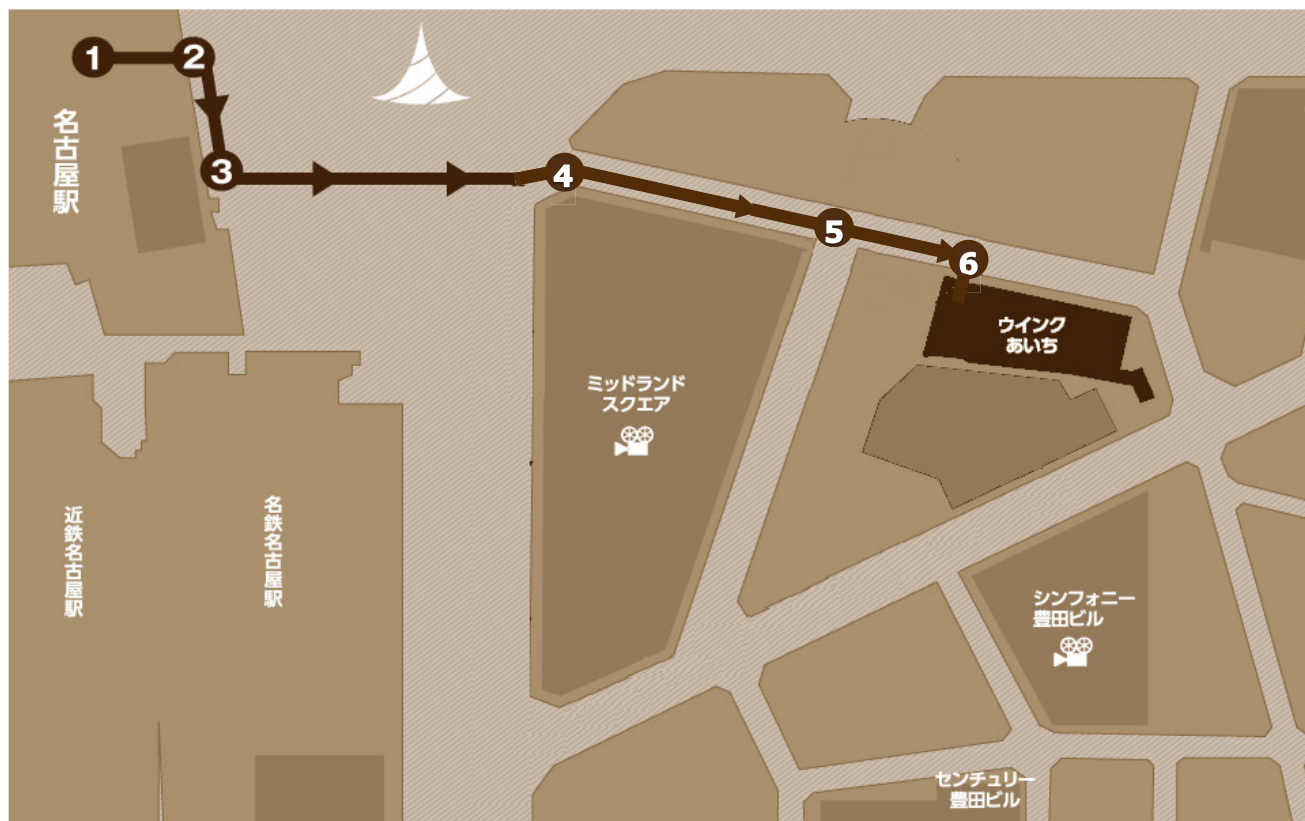 1
2
3
4
5
6
名古屋駅
ウインク
あいち
ミッドランド
スクエア
近鉄名古屋駅
名鉄名古屋駅
シンフォニー
豊田ビル
センチュリー
豊田ビル